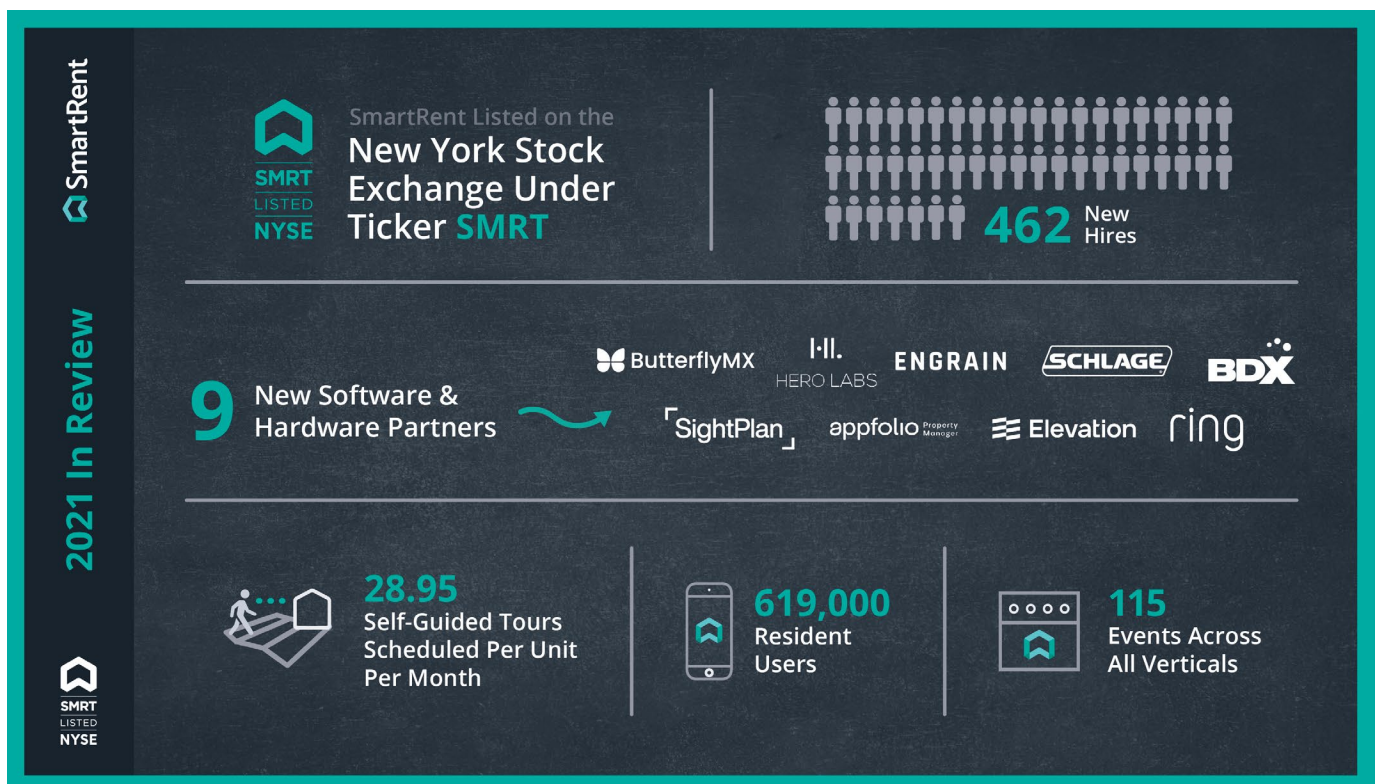 SmartRent
2021 In Review
SMRT
LISTED
NYSE
SMRT
LISTED
NYSE
SmartRent Listed on the
New York Stock
Exchange Under
Ticker SMRT
462 New
Hires
9 New Software &
Hardware Partners
ButterflyMX
HERO LABS
ENGRAIN
SCHLAGE
BDX
SightPlan
appfolio Property
Manager
Elevation
ring
28.95
Self-Guided Tours
Scheduled Per Unit
Per Month
619,000
Resident
Users
115
Events Across
All Verticals